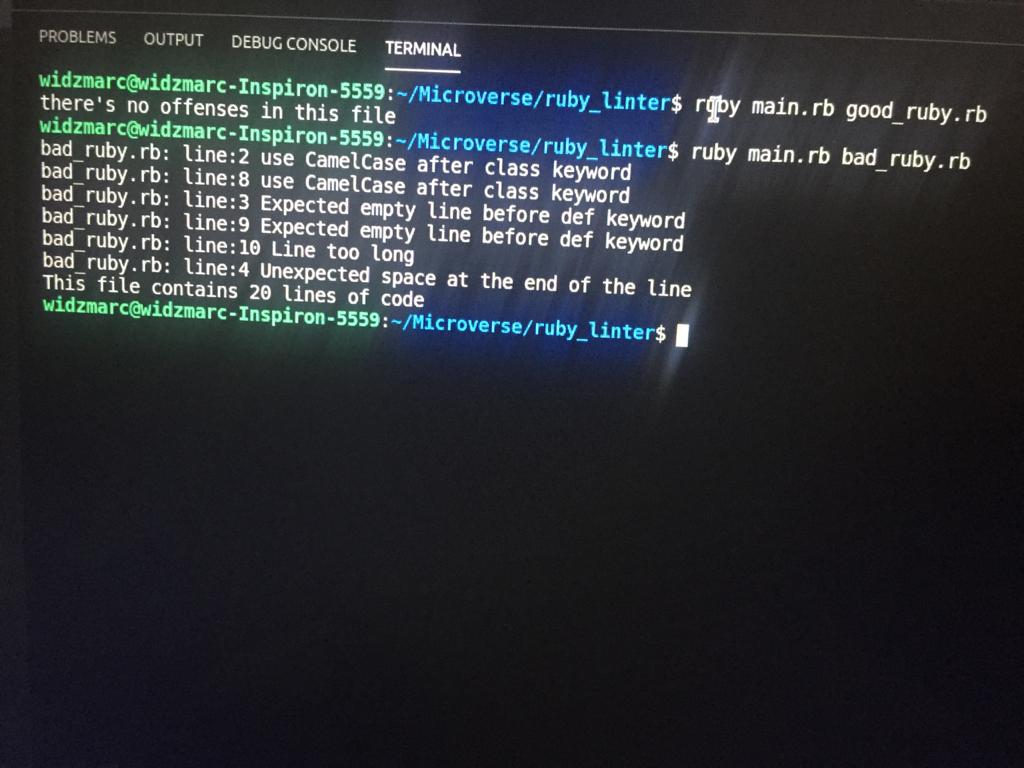 PROBLEMS OUTPUT DEBUG CONSOLE TERMINAL
widzmarc@widzmarc-Inspiron-5559:~/Microverse/ruby_linter$ ruby main.rb good_ruby.rb
there's no offenses in this file
widzmarc@widzmarc-Inspiron-5559:~/Microverse/ruby_linter$ ruby main.rb bad_ruby.rb
bad_ruby.rb: line:2 use CamelCase after class keyword
bad_ruby.rb: line:8 use CamelCase after class keyword
bad_ruby.rb: line:3 Expected empty line before def keyword
bad_ruby.rb: line:9 Expected empty line before def keyword
bad_ruby.rb: line:10 Line too long
bad_ruby.rb: line:4 Unexpected space at the end of the line
This file contains 20 lines of code
widzmarc@widzmarc-Inspiron-5559:~/Microverse/ruby_linter$